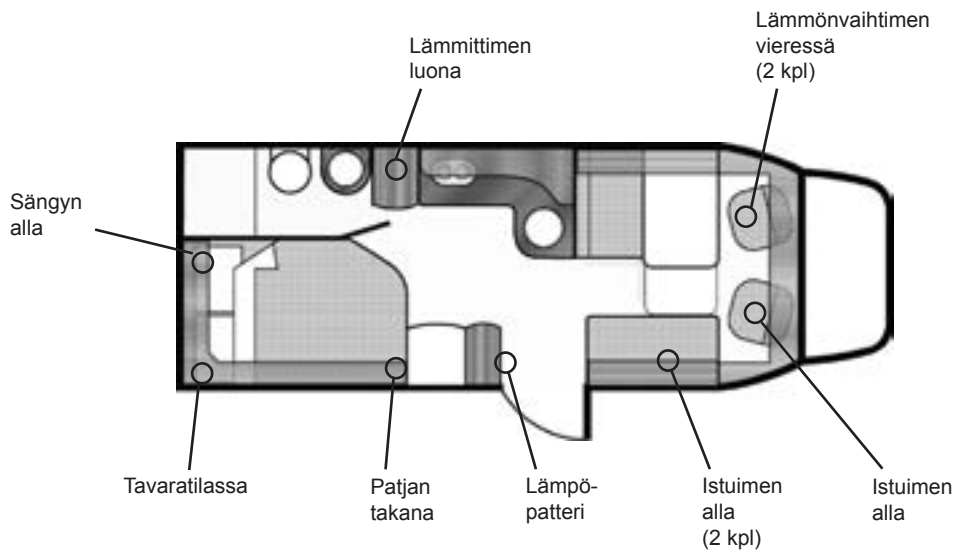 Lämmittimen
luona
Lämmönvaihtimen
vieressä
(2 kpl)
Sängyn
alla
Tavaratilassa
Patjan
takana
Lämpö-
patteri
Istuimen
alla
(2 kpl)
Istuimen
alla